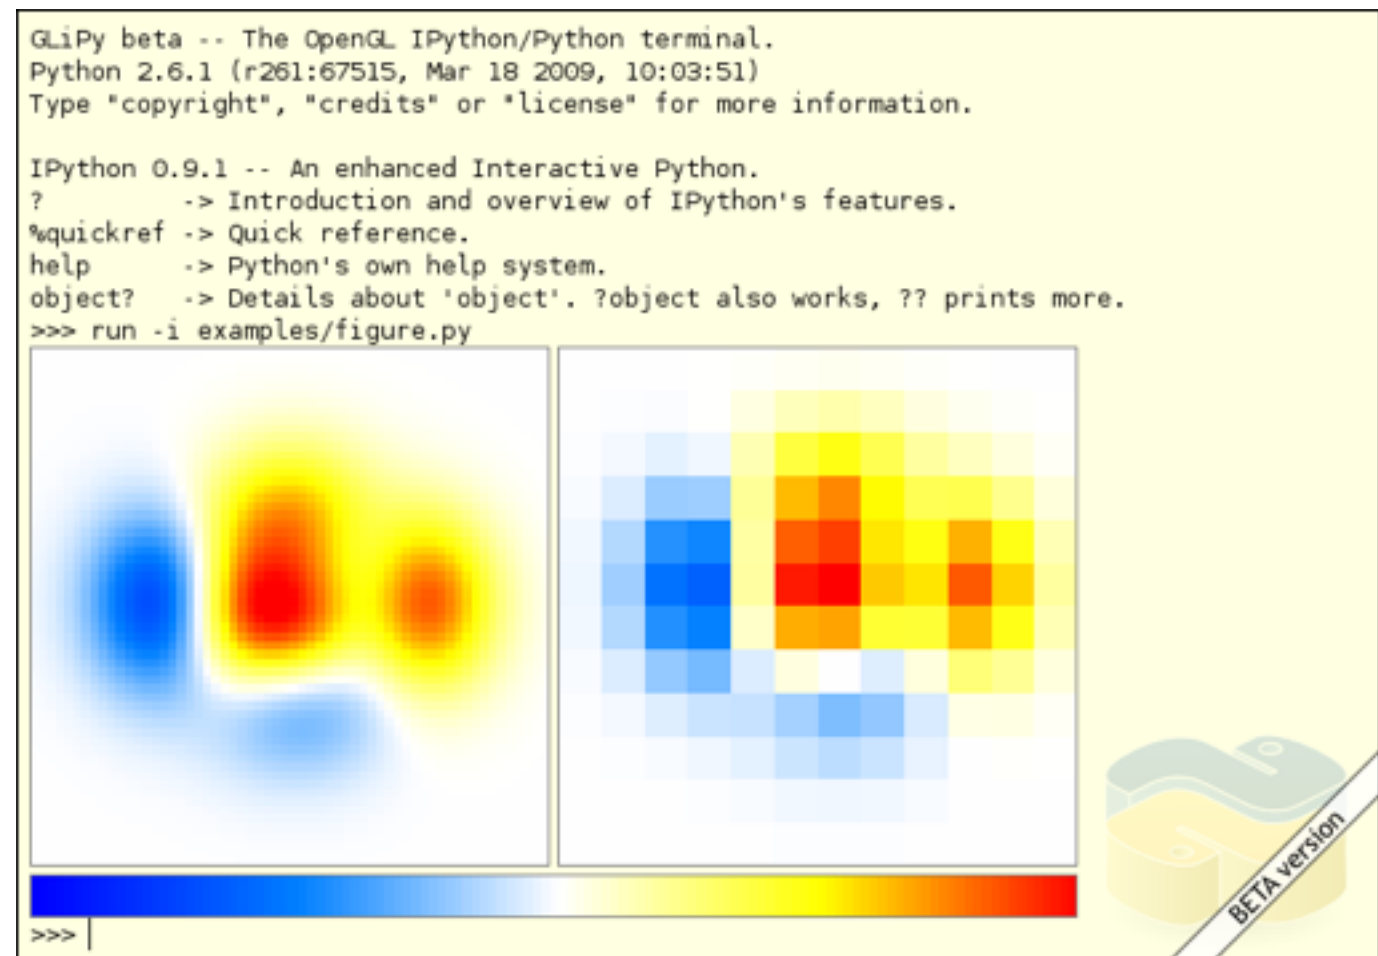 GLiPy beta -- The OpenGL IPython/Python terminal.
Python 2.6.1 (r261:67515, Mar 18 2009, 10:03:51)
Type "copyright", "credits" or "license" for more information.
IPython 0.9.1 -- An enhanced Interactive Python.
?         -> Introduction and overview of IPython's features.
%quickref -> Quick reference.
help      -> Python's own help system.
object?   -> Details about 'object'. ?object also works, ?? prints more.
>>> run -i examples/figure.py
BETA version
>>>